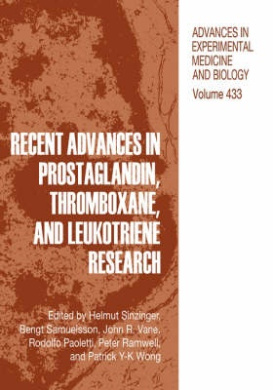 ADVANCES IN
EXPERIMENTAL
MEDICINE
AND BIOLOGY
Volume 433
RECENT ADVANCES IN
PROSTAGLANDIN,
THROMBOXANE,
AND LEUKOTRIENE
RESEARCH
Edited by Helmut Sinzinger,
Bengt Samuelsson, John R. Vane,
Rodolfo Paoletti, Peter Ramwell,
and Patrick Y-K Wong